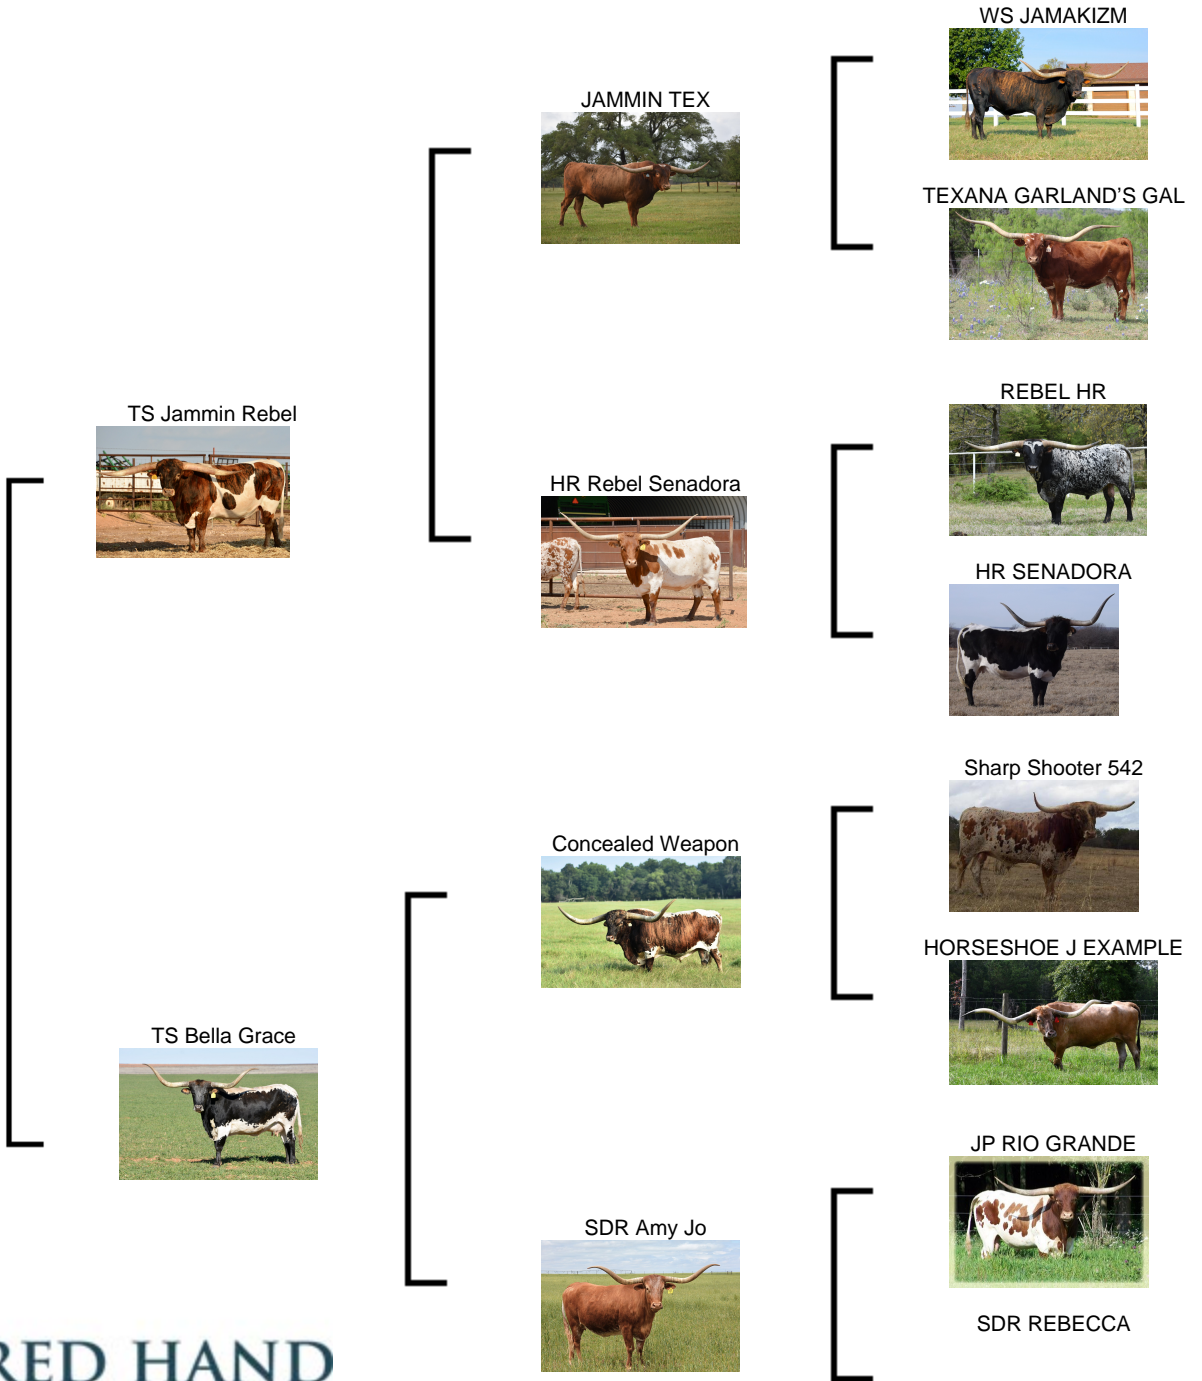 WS JAMAKIZM
JAMMIN TEX
TEXANA GARLAND'S GAL
REBEL HR
TS Jammin Rebel
HR Rebel Senadora
HR SENADORA
Sharp Shooter 542
Concealed Weapon
HORSESHOE J EXAMPLE
TS Bella Grace
JP RIO GRANDE
SDR Amy Jo
SDR REBECCA
RED HAND